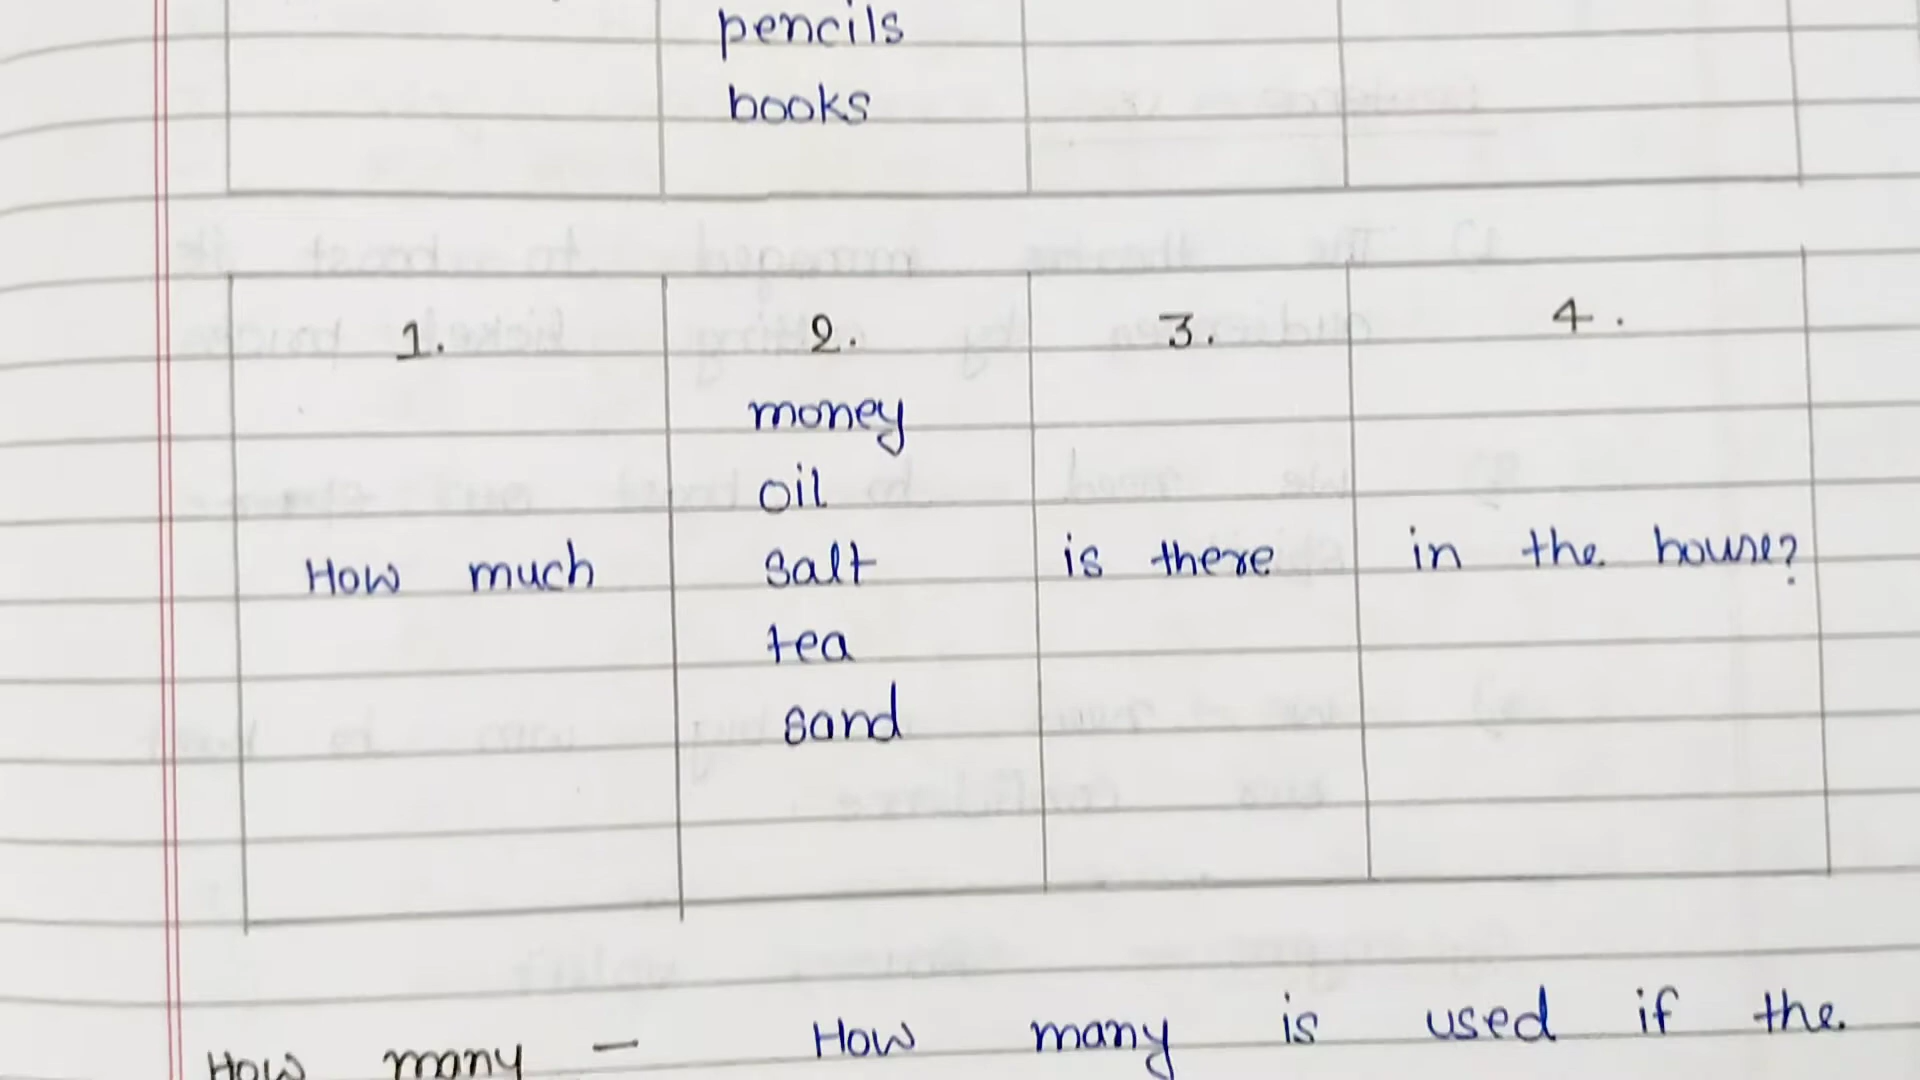 pencils
books
1. 2. 3. 4.
money
oil
How much salt is there in the house?
tea
sand
How many - How many is used if the